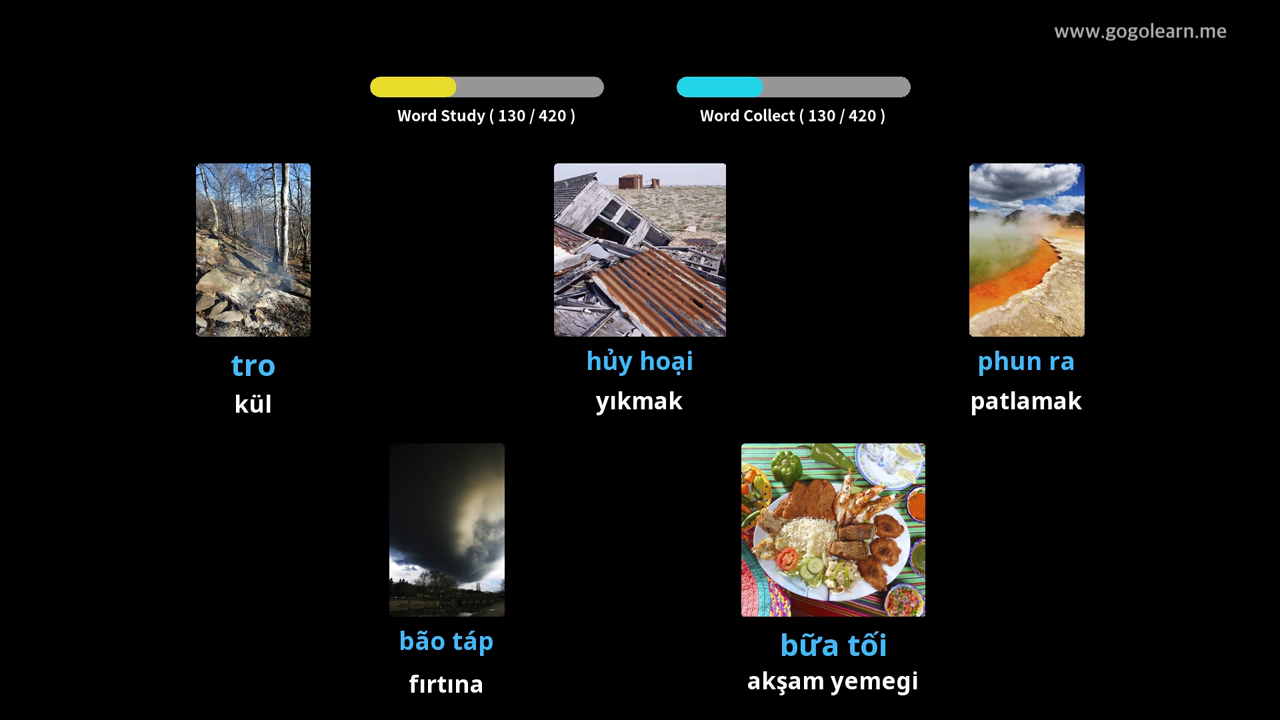 www.gogolearn.me
Word Study ( 130 / 420 )
Word Collect ( 130 / 420 )
tro
kül
hủy hoại
yıkmak
phun ra
patlamak
bão táp
fırtına
bữa tối
akşam yemegi